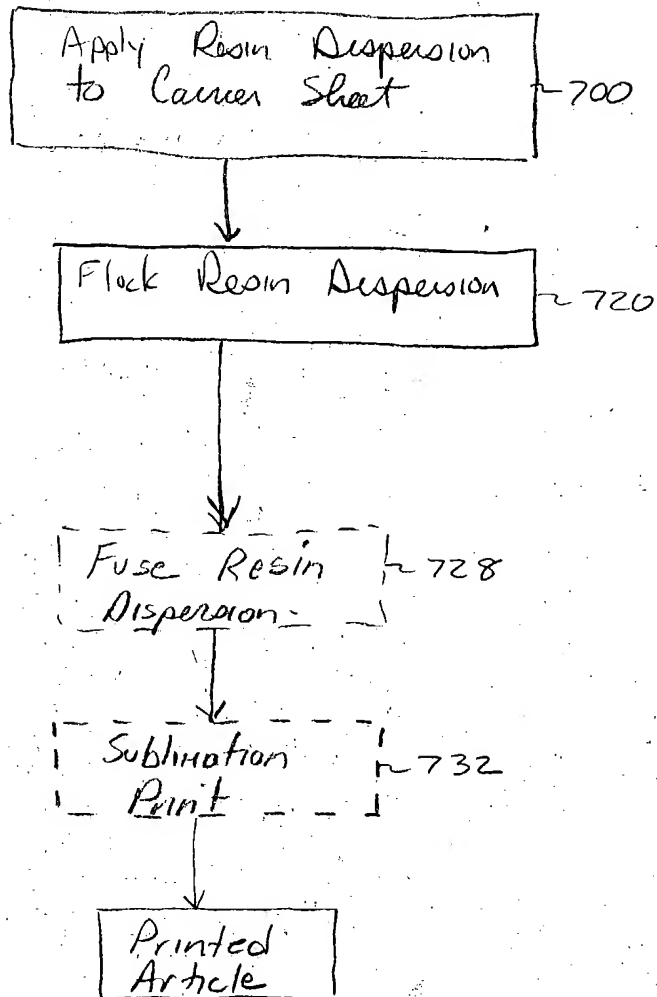 Apply Resin Dispersion
to Carrier Sheet
700
Flock Resin Dispersion
720
Fuse Resin
Dispersion
728
Sublimation
Print
732
Printed
Article